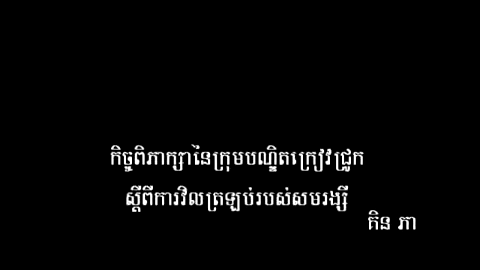 កិច្ចពិភាក្សានៃក្រុមបណ្ឌិតក្រៀវជ្រូក
ស្តីពីការវិលត្រឡប់របស់សមរង្ស៊ី
គិន ភា